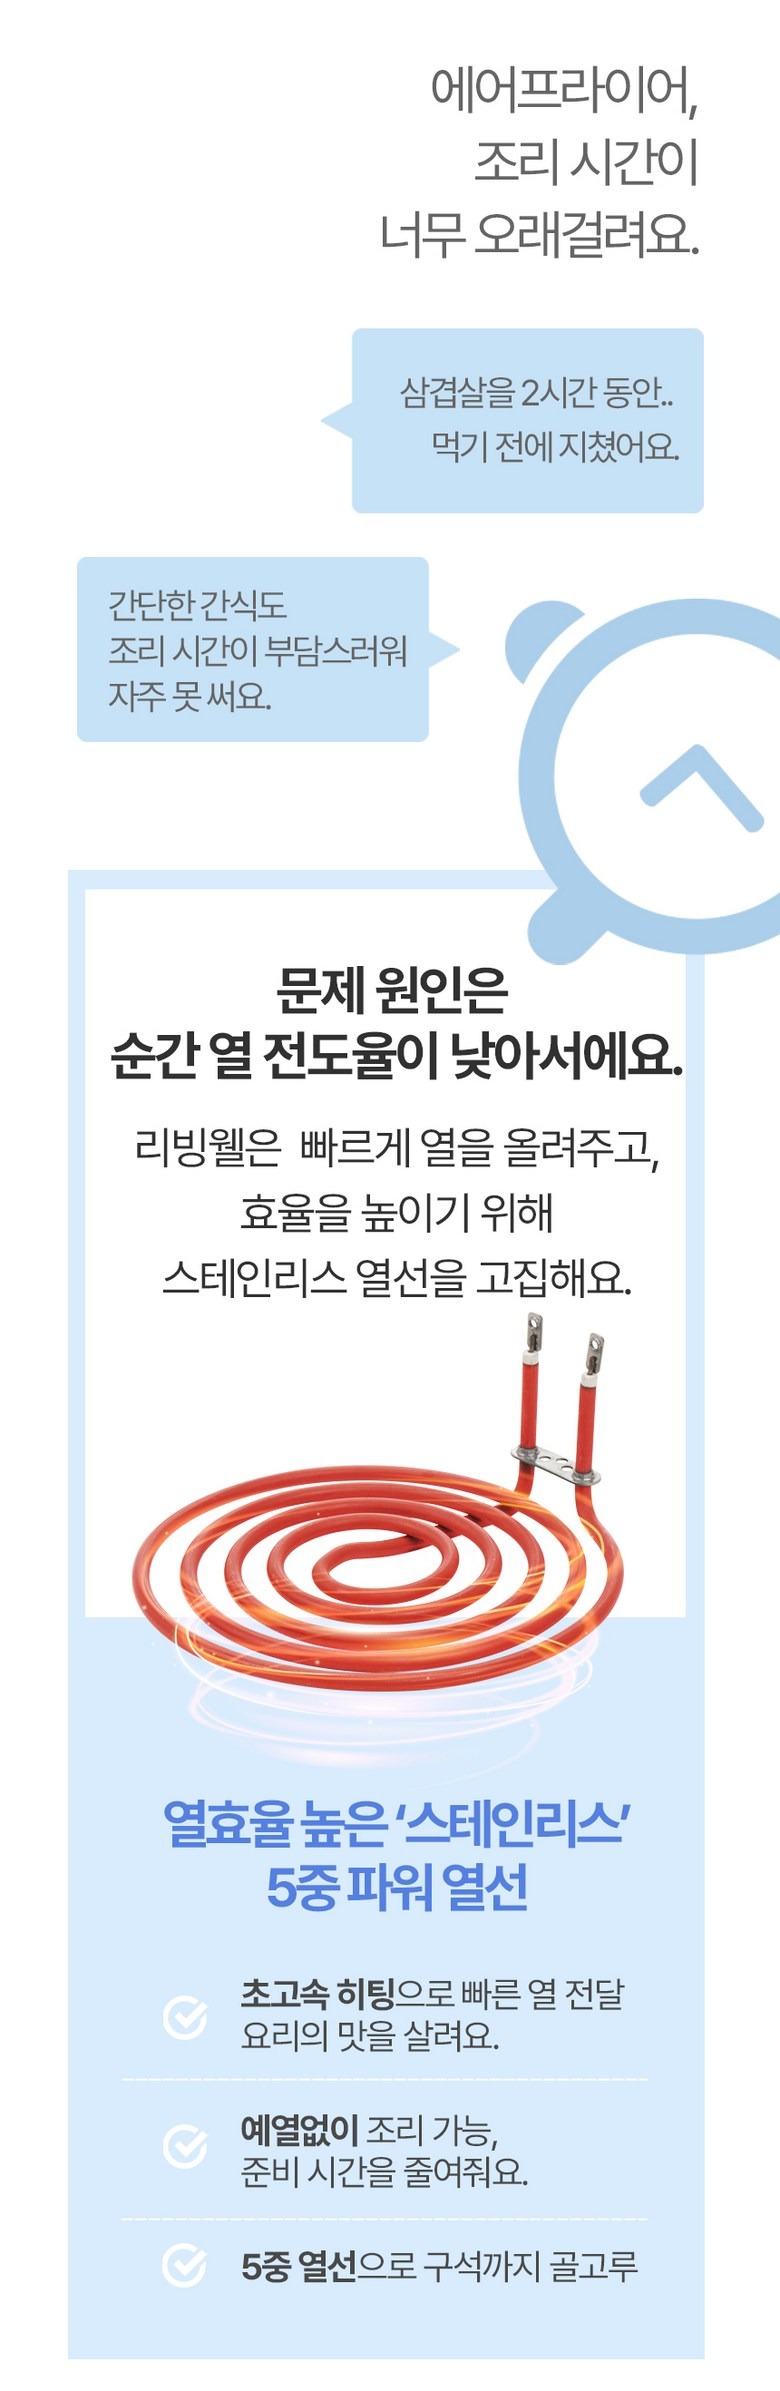 에어프라이어,
조리 시간이
너무 오래걸려요.
삼겹살을 2시간 동안..
먹기 전에 지쳤어요.
간단한 간식도
조리 시간이 부담스러워
자주 못 써요.
문제 원인은
순간 열 전도율이 낮아서에요.
리빙웰은 빠르게 열을 올려주고,
효율을 높이기 위해
스테인리스 열선을 고집해요.
열효율 높은 ‘스테인리스’
5중 파워 열선
초고속 히팅으로 빠른 열 전달
요리의 맛을 살려요.
예열없이 조리 가능,
준비 시간을 줄여줘요.
5중 열선으로 구석까지 골고루